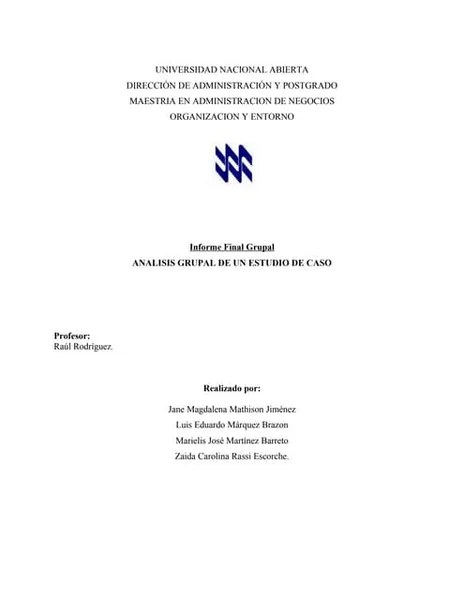 UNIVERSIDAD NACIONAL ABIERTA
DIRECCIÓN DE ADMINISTRACIÓN Y POSTGRADO
MAESTRIA EN ADMINISTRACION DE NEGOCIOS
ORGANIZACION Y ENTORNO
Informe Final Grupal
ANALISIS GRUPAL DE UN ESTUDIO DE CASO
Profesor:
Raúl Rodríguez.
Realizado por:
Jane Magdalena Mathison Jiménez
Luis Eduardo Márquez Brazon
Marielis José Martínez Barreto
Zaida Carolina Rassi Escorche.